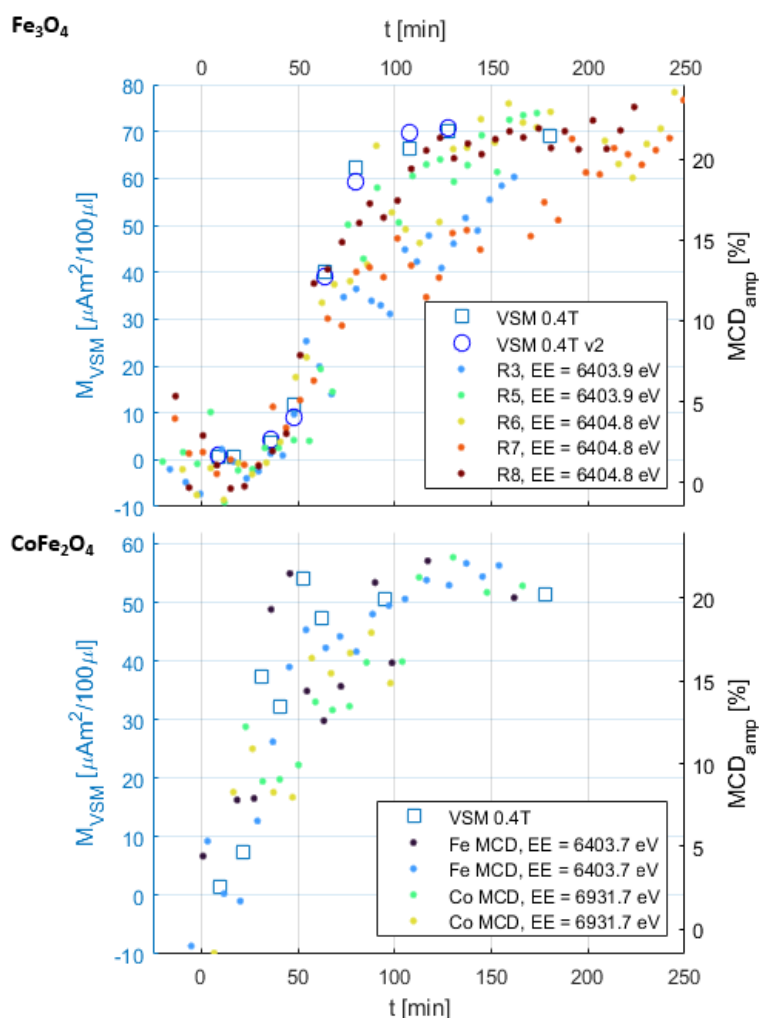 Fe₃O₄
t [min]
0 50 100 150 200 250
80
70
60
50
40
30
20
10
0
-10
M_VSM [μAm²/100μl]
20
15
10
5
0
MCD_amp [%]
VSM 0.4T
VSM 0.4T v2
R3, EE = 6403.9 eV
R5, EE = 6403.9 eV
R6, EE = 6404.8 eV
R7, EE = 6404.8 eV
R8, EE = 6404.8 eV
CoFe₂O₄
60
50
40
30
20
10
0
-10
M_VSM [μAm²/100μl]
20
15
10
5
0
MCD_amp [%]
VSM 0.4T
Fe MCD, EE = 6403.7 eV
Fe MCD, EE = 6403.7 eV
Co MCD, EE = 6931.7 eV
Co MCD, EE = 6931.7 eV
0 50 100 150 200 250
t [min]